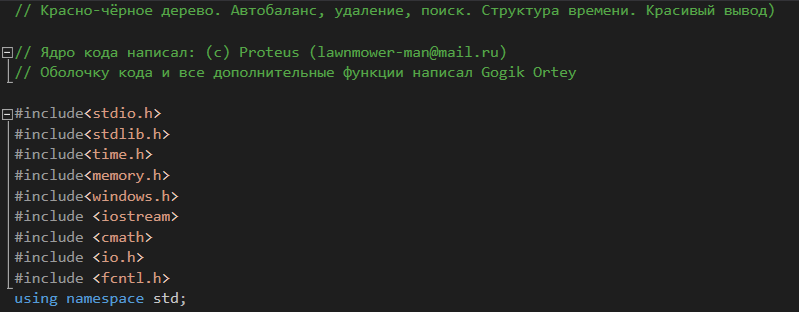 // Красно-чёрное дерево. Автобаланс, удаление, поиск. Структура времени. Красивый вывод)
// Ядро кода написал: (c) Proteus (lawnmower-man@mail.ru)
// Оболочку кода и все дополнительные функции написал Gogik Ortey
#include<stdio.h>
#include<stdlib.h>
#include<time.h>
#include<memory.h>
#include<windows.h>
#include <iostream>
#include <cmath>
#include <io.h>
#include <fcntl.h>
using namespace std;